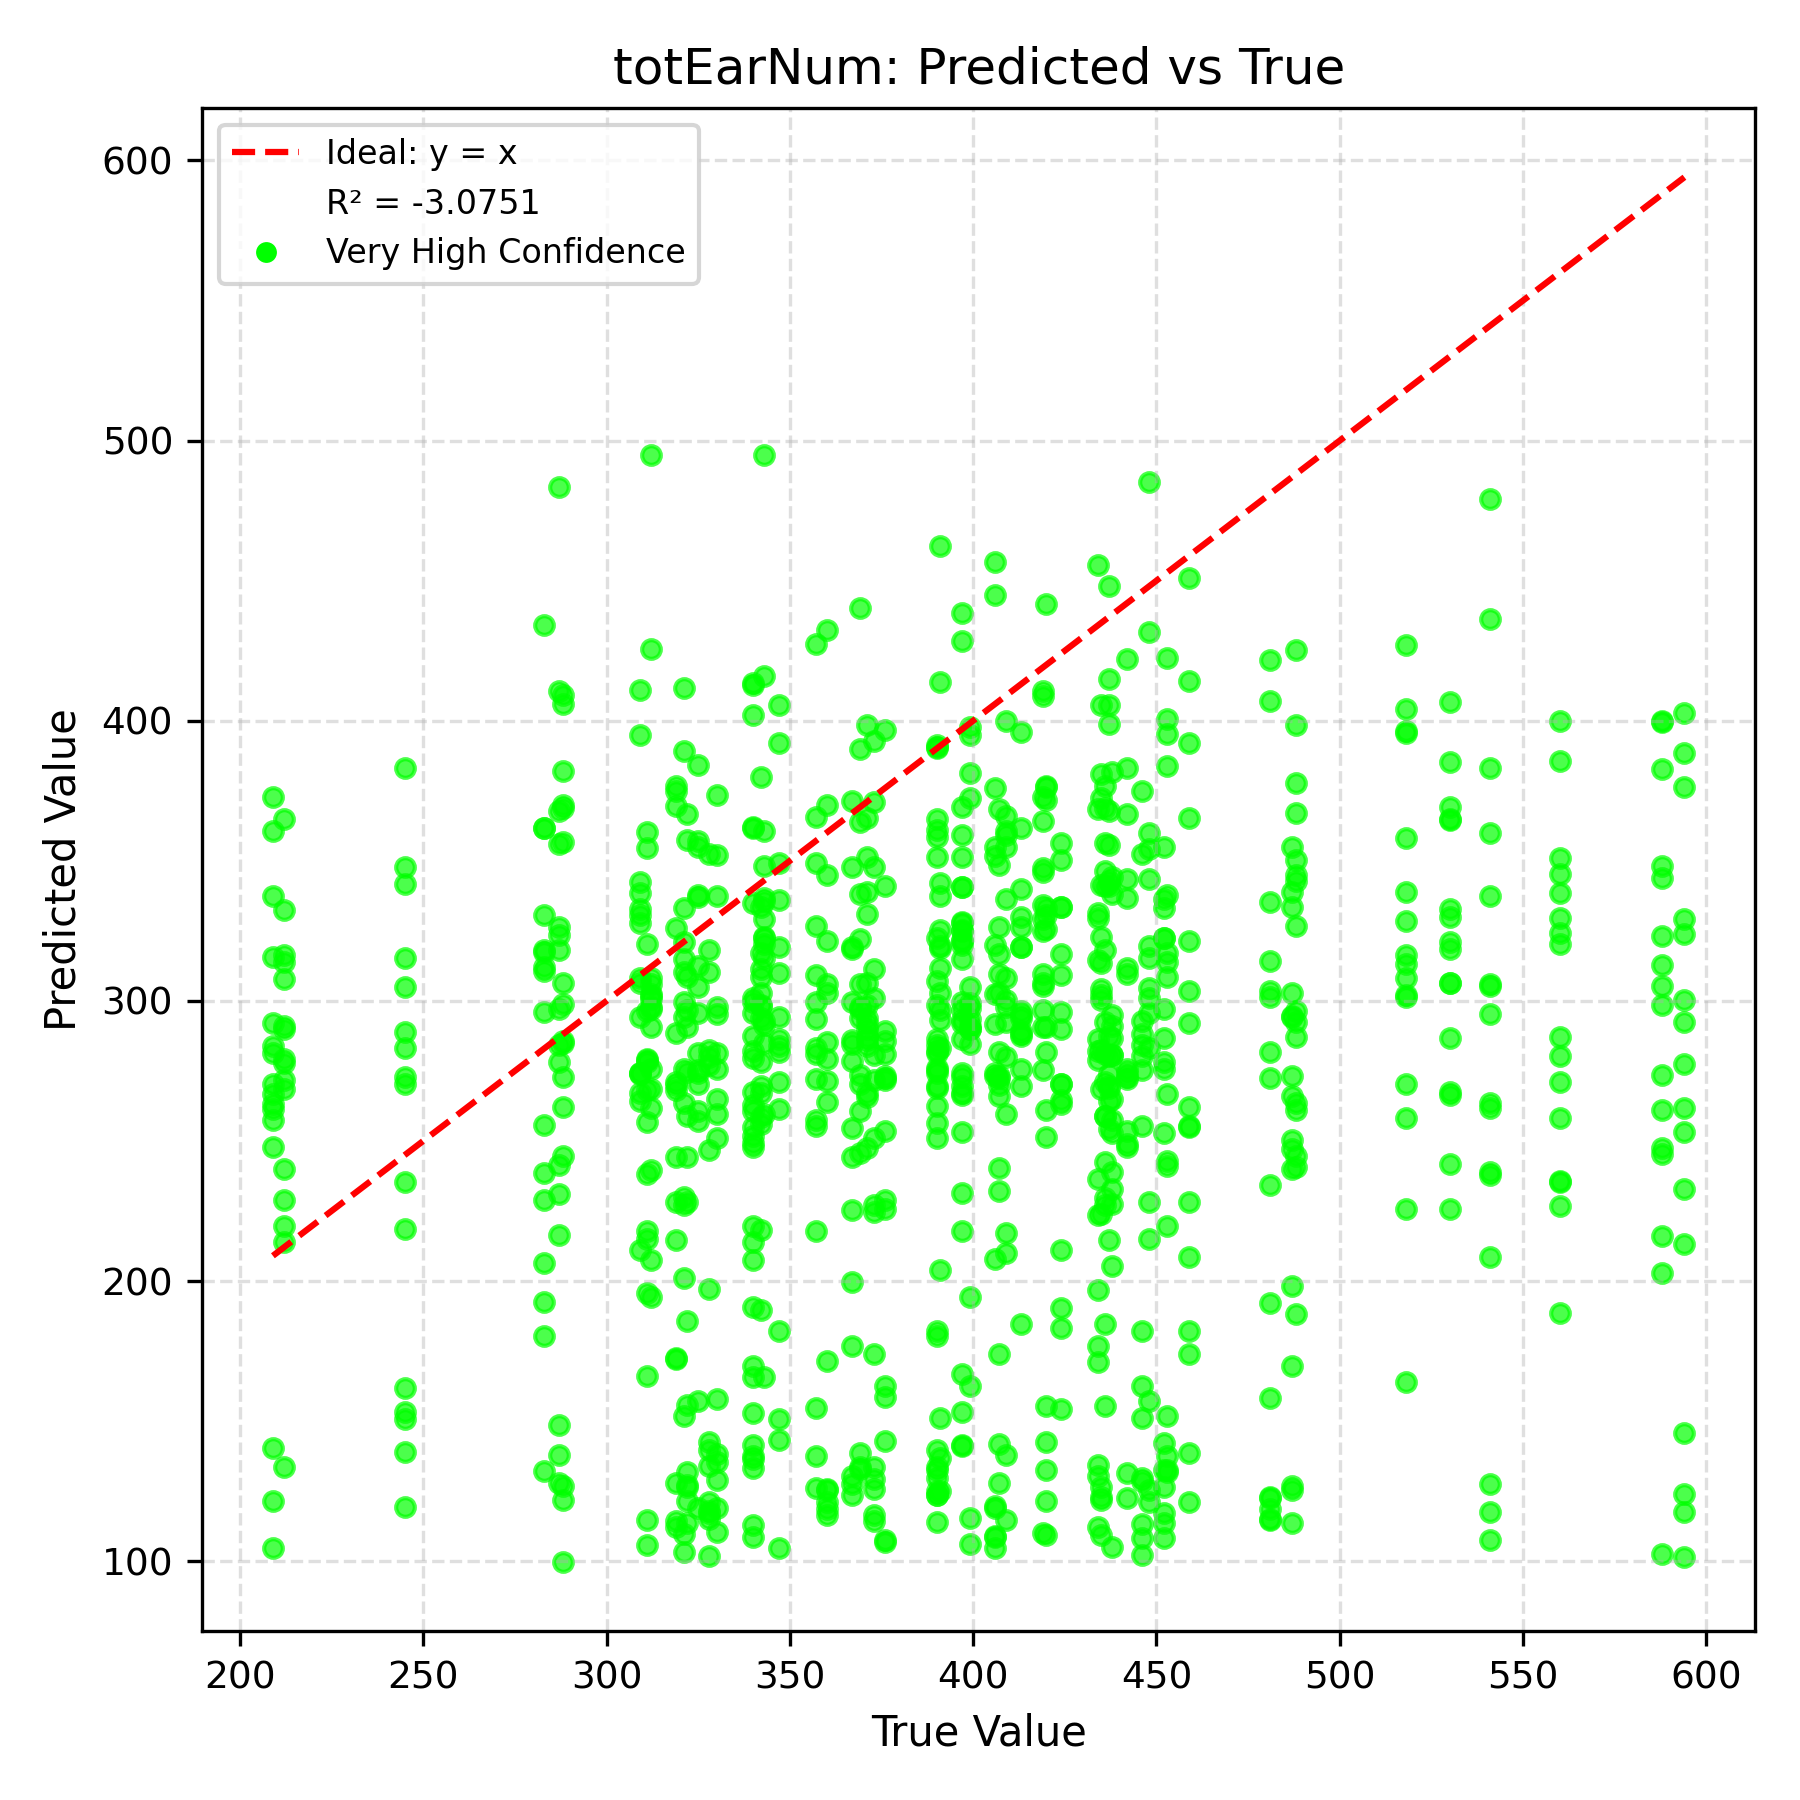 totEarNum: Predicted vs True
Ideal: y = x
R² = -3.0751
Very High Confidence
Predicted Value
600
500
400
300
200
100
200 250 300 350 400 450 500 550 600
True Value